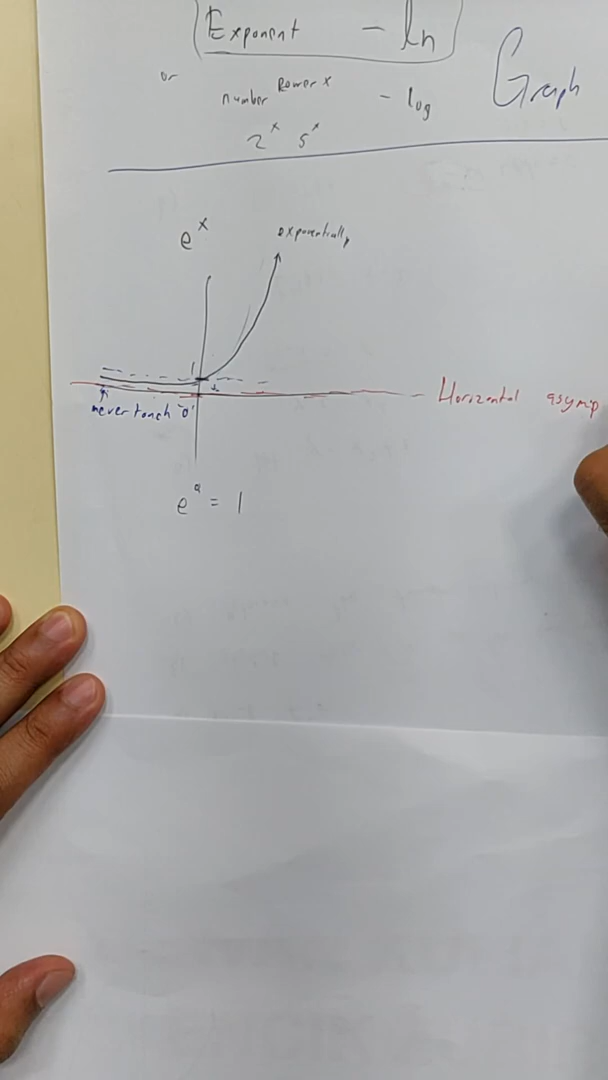 Exponent - ln
Graph
or number Power x - log
2^x 5^x
e^x
exponentially
1
never touch "0"
Horizontal asymp
e^0 = 1